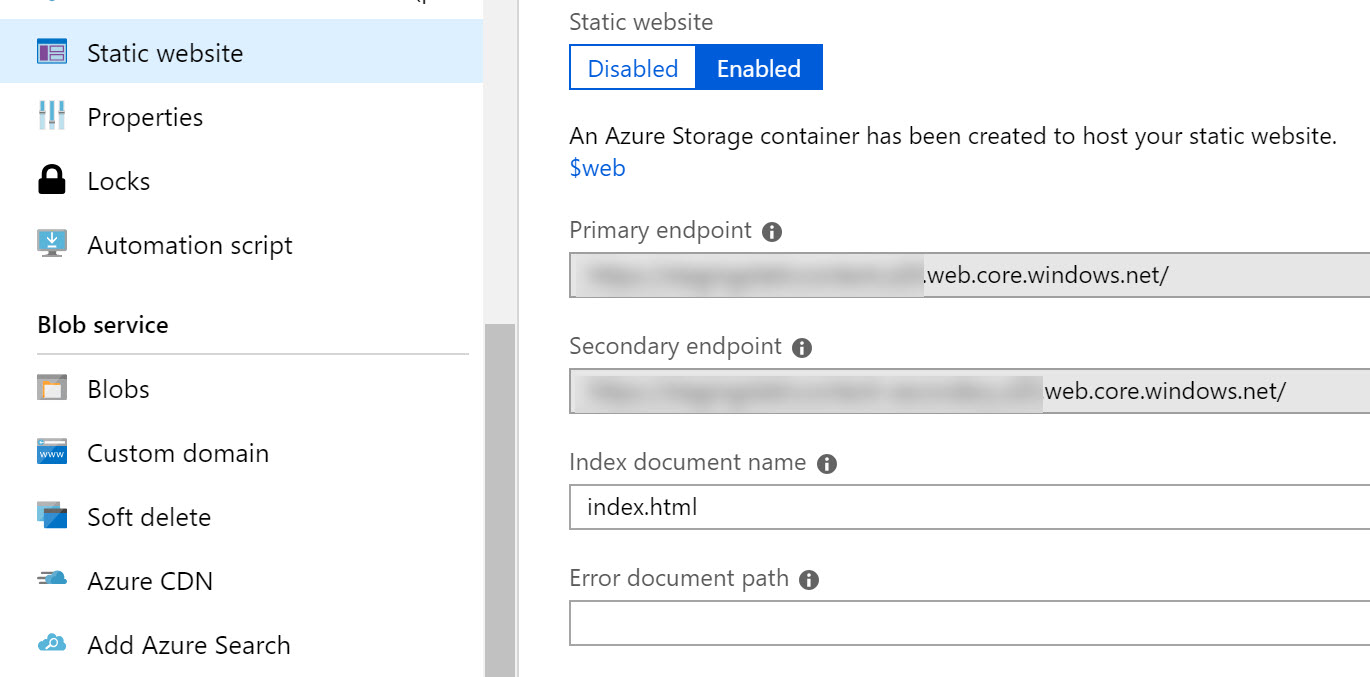 Static website
Properties
Locks
Automation script
Blob service
Blobs
Custom domain
Soft delete
Azure CDN
Add Azure Search
Static website
Disabled Enabled
An Azure Storage container has been created to host your static website.
$web
Primary endpoint
.web.core.windows.net/
Secondary endpoint
.web.core.windows.net/
Index document name
index.html
Error document path